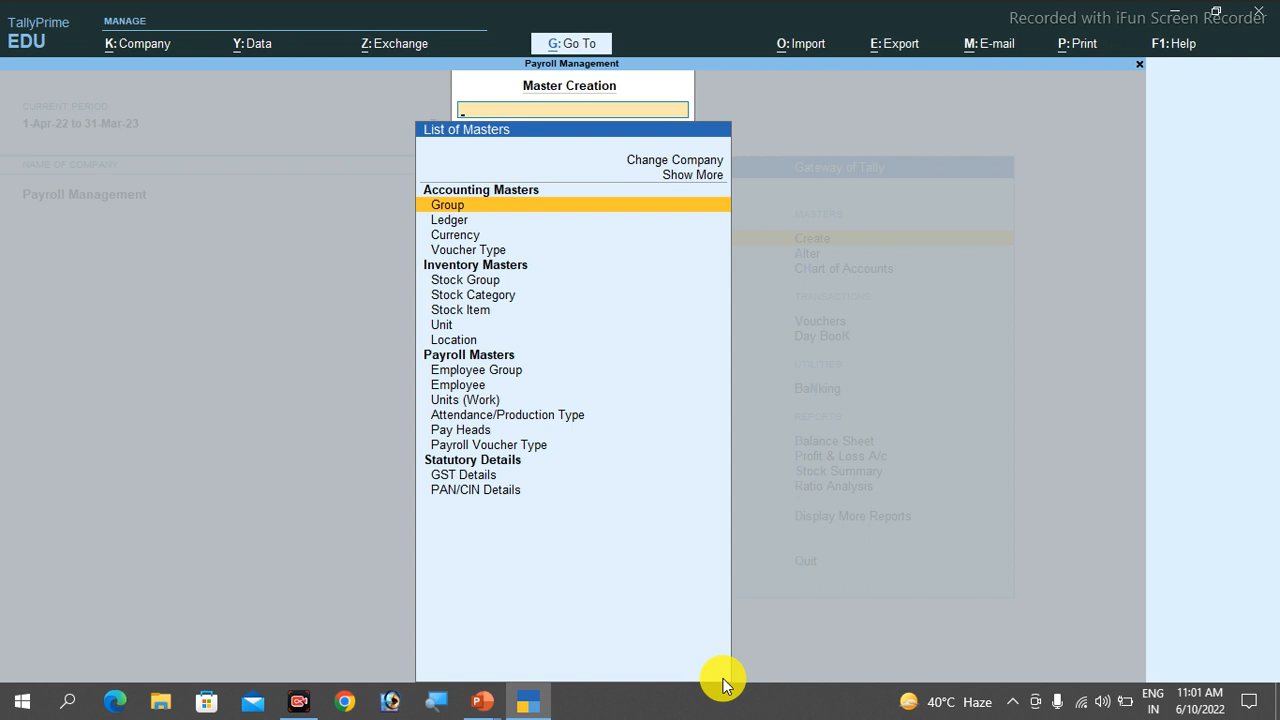 TallyPrime
EDU
MANAGE
K:Company
Y:Data
Z:Exchange
G:Go To
O:Import
E:Export
M:E-mail
P:Print
F1:Help
Recorded with iFun Screen Recorder
Payroll Management
Master Creation
CURRENT PERIOD
1-Apr-22 to 31-Mar-23
NAME OF COMPANY
Payroll Management
List of Masters
Change Company
Show More
Accounting Masters
Group
Ledger
Currency
Voucher Type
Inventory Masters
Stock Group
Stock Category
Stock Item
Unit
Location
Payroll Masters
Employee Group
Employee
Units (Work)
Attendance/Production Type
Pay Heads
Payroll Voucher Type
Statutory Details
GST Details
PAN/CIN Details
Gateway of Tally
MASTERS
Create
Alter
CHart of Accounts
TRANSACTIONS
Vouchers
Day BooK
UTILITIES
BaNking
REPORTS
Balance Sheet
Profit & Loss A/c
Stock Summary
Ratio Analysis
Display More Reports
Quit
40°C Haze
ENG
IN
11:01 AM
6/10/2022